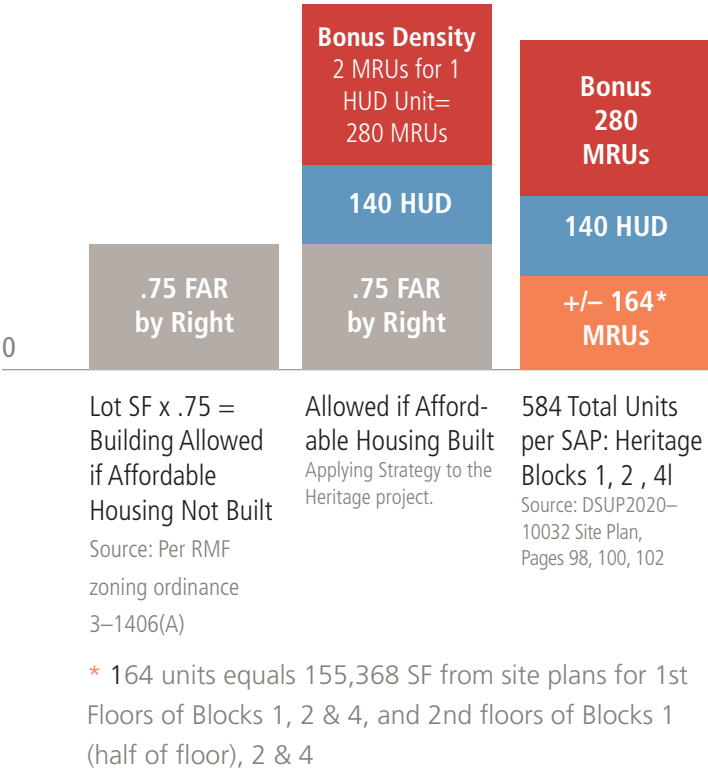 Bonus Density
2 MRUs for 1
HUD Unit=
280 MRUs
Bonus
280
MRUs
140 HUD
140 HUD
.75 FAR
by Right
.75 FAR
by Right
+/– 164*
MRUs
0
Lot SF x .75 =
Building Allowed
if Affordable
Housing Not Built
Source: Per RMF
zoning ordinance
3–1406(A)
Allowed if Afford-
able Housing Built
Applying Strategy to the
Heritage project.
584 Total Units
per SAP: Heritage
Blocks 1, 2 , 4l
Source: DSUP2020–
10032 Site Plan,
Pages 98, 100, 102
* 164 units equals 155,368 SF from site plans for 1st
Floors of Blocks 1, 2 & 4, and 2nd floors of Blocks 1
(half of floor), 2 & 4